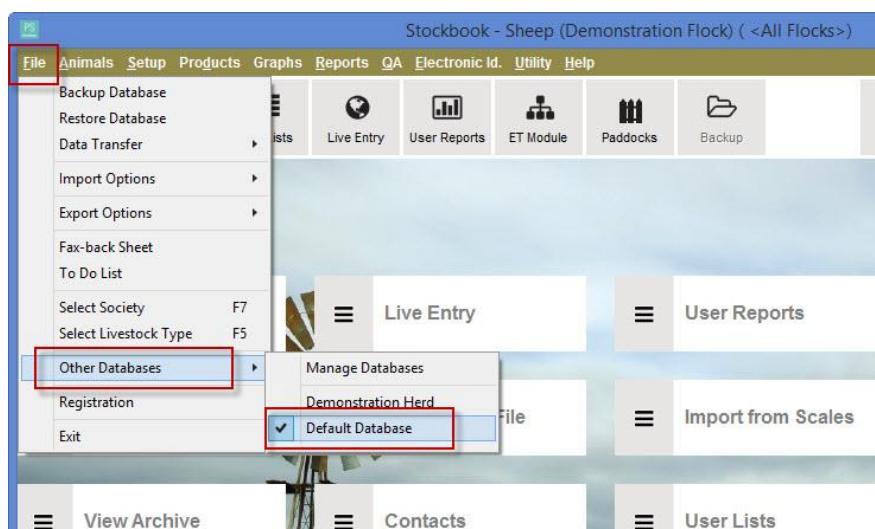 PS
Stockbook - Sheep (Demonstration Flock) ( <All Flocks>)
File Animals Setup Products Graphs Reports QA Electronic Id. Utility Help
Backup Database
Restore Database
Data Transfer
Import Options
Export Options
Fax-back Sheet
To Do List
Select Society F7
Select Livestock Type F5
Other Databases
Registration
Exit
Manage Databases
Demonstration Herd
Default Database
ists Live Entry User Reports ET Module Paddocks Backup
Live Entry User Reports
File Import from Scales
View Archive Contacts User Lists